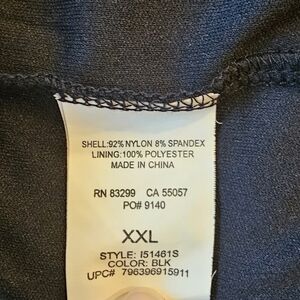 SHELL:92% NYLON 8% SPANDEX
LINING:100% POLYESTER
MADE IN CHINA
RN 83299 CA 55057
PO# 9140
XXL
STYLE: I51461S
COLOR: BLK
UPC# 796396915911